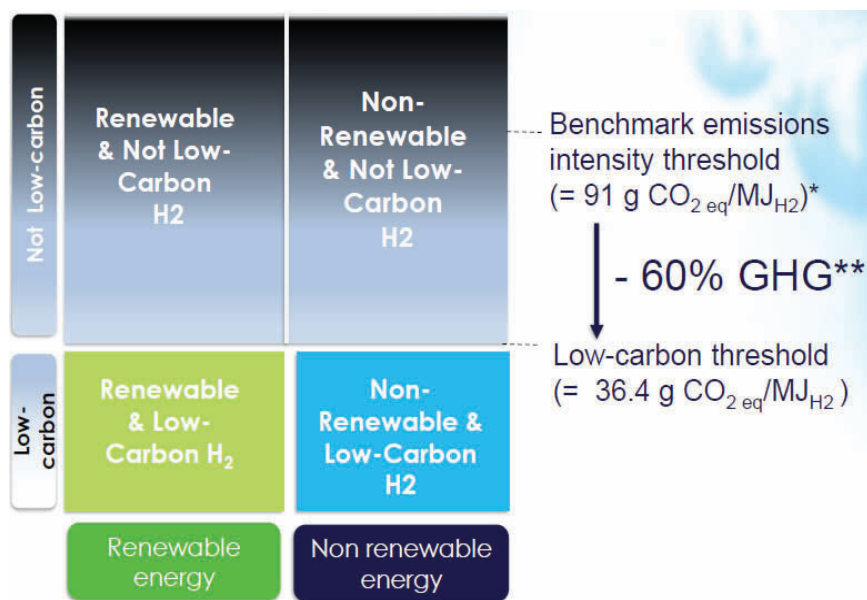 Not Low-carbon
Renewable
& Not Low-
Carbon
H2
Non-
Renewable
& Not Low-
Carbon
H2
Benchmark emissions
intensity threshold
(= 91 g CO₂ eq/MJH2)*
- 60% GHG**
Low-carbon threshold
(= 36.4 g CO₂ eq/MJH2 )
Low-
carbon
Renewable
& Low-
Carbon H₂
Non-
Renewable &
Low-Carbon
H2
Renewable
energy
Non renewable
energy